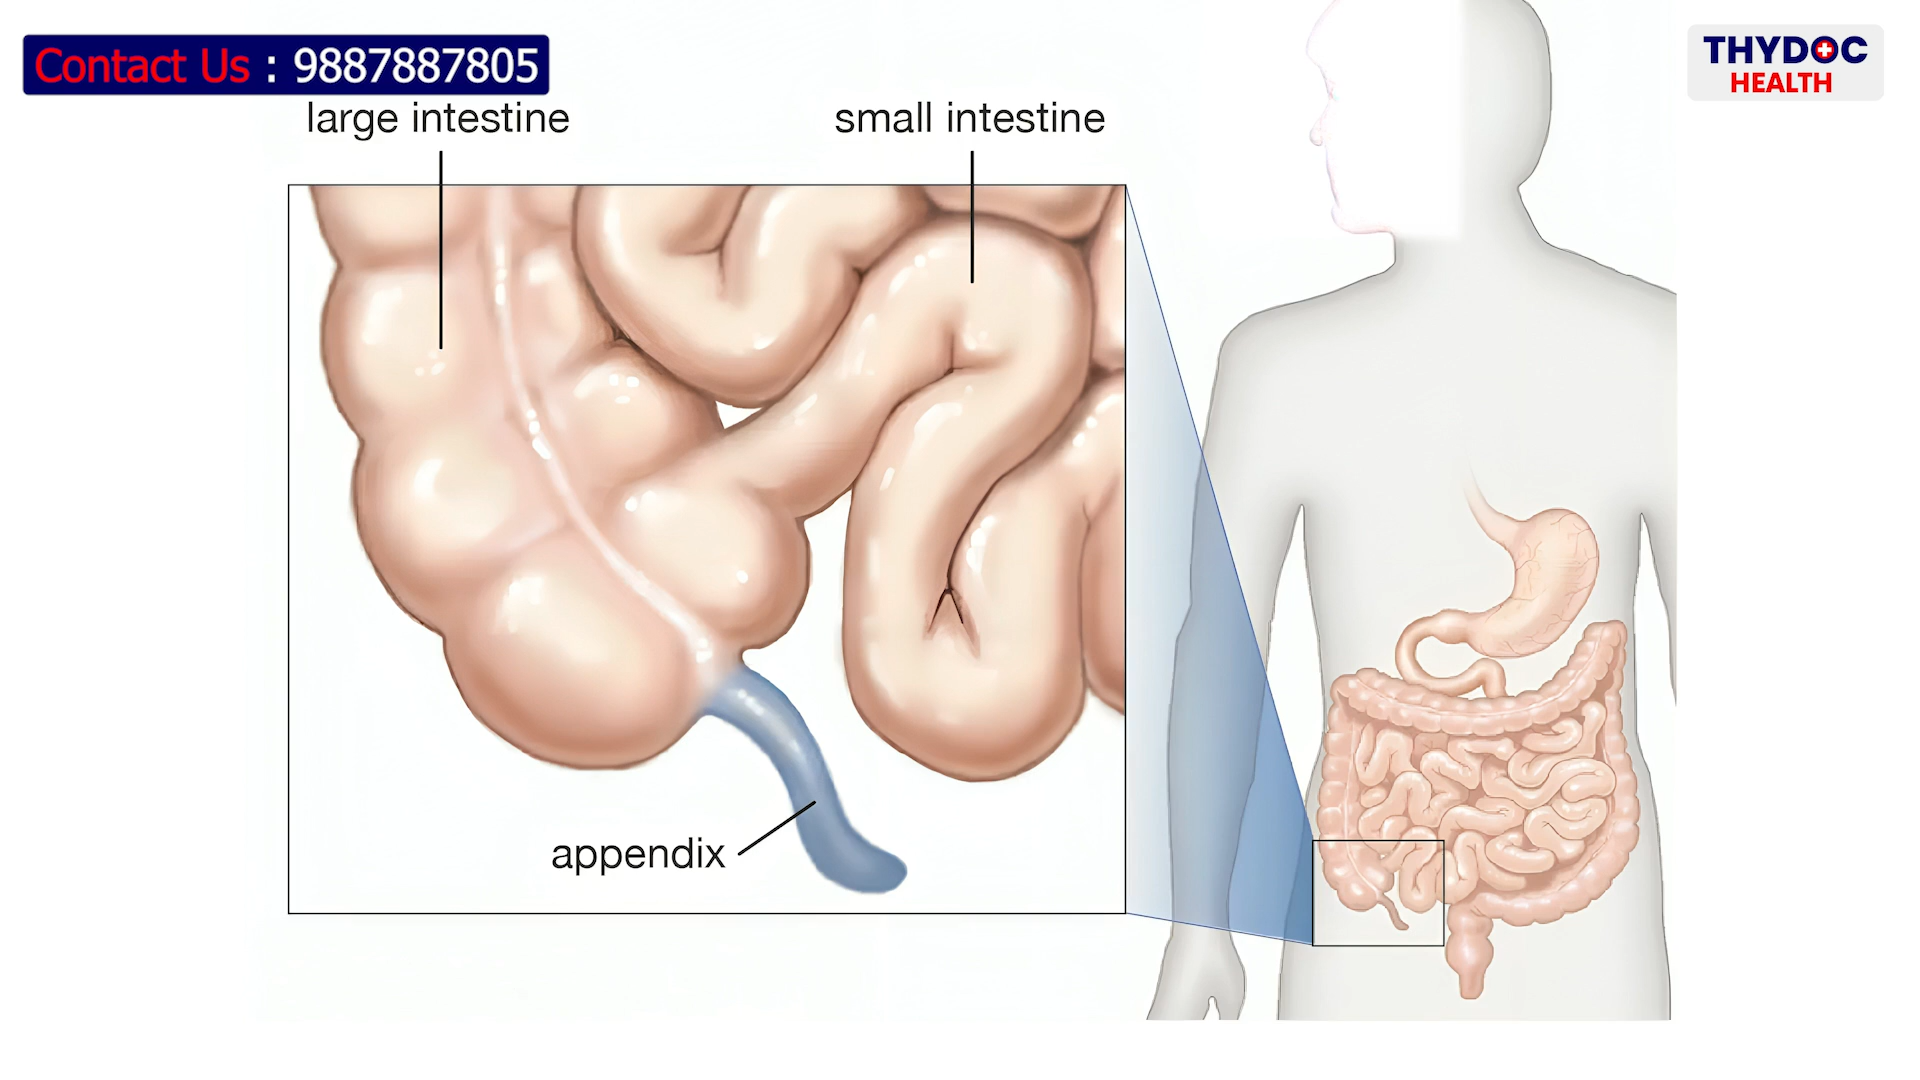 Contact Us : 9887887805
THYDOC
HEALTH
large intestine
small intestine
appendix